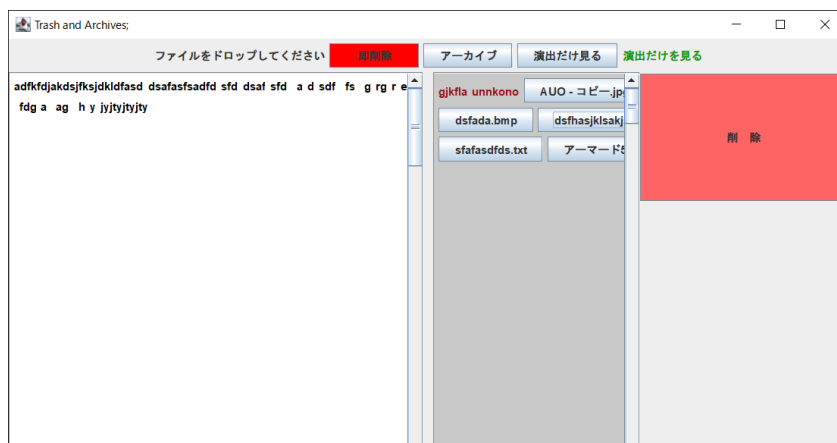 Trash and Archives;
ファイルをドロップしてください 即削除 アーカイブ 演出だけ見る 演出だけを見る
adfkfdjakdsjfksjdkldfasd dsafasfsadfd sfd dsaf sfd a d sdf fs g rg r e
fdg a ag h y jyjtyjtyjty
gjkfla unnkono AUO - コピー.jpg
dsfada.bmp dsfhasjklsakj
sfafasdfds.txt アーマード
削 除